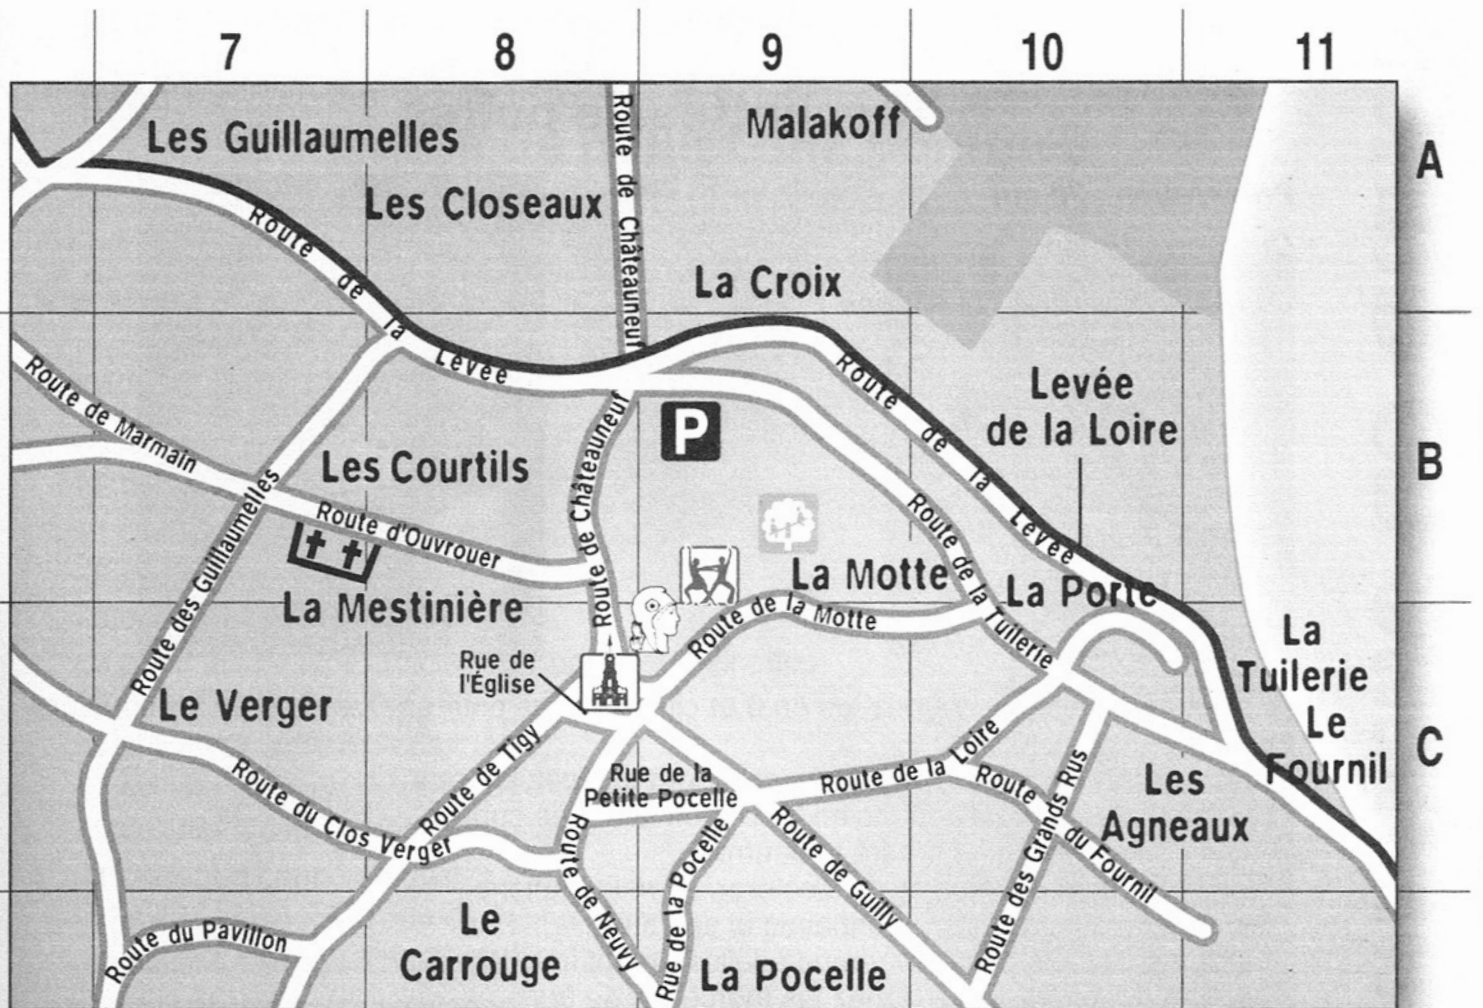 7 8 9 10 11
A
B
C
Les Guillaumelles
Les Closeaux
Route de Châteauneuf
Malakoff
La Croix
Route de la Levée
Route de la Levée
Levée
de la Loire
Route de Marmain
Les Courtils
Route d'Ouvrouer
Route de Châteauneuf
P
Route des Guillaumelles
La Mestinière
La Motte
Route de la Motte
Route de la Tuilerie
La Porte
La
Tuilerie
Le
Fournil
Rue de
l'Église
Le Verger
Route de Tigy
Route du Clos Verger
Rue de la
Petite Pocelle
Route de la Loire
Route du Fournil
Route des Grands Rus
Les
Agneaux
Route de Neuvy
Rue de la Pocelle
Route de Guilly
Route du Pavillon
Le
Carrouge
La Pocelle